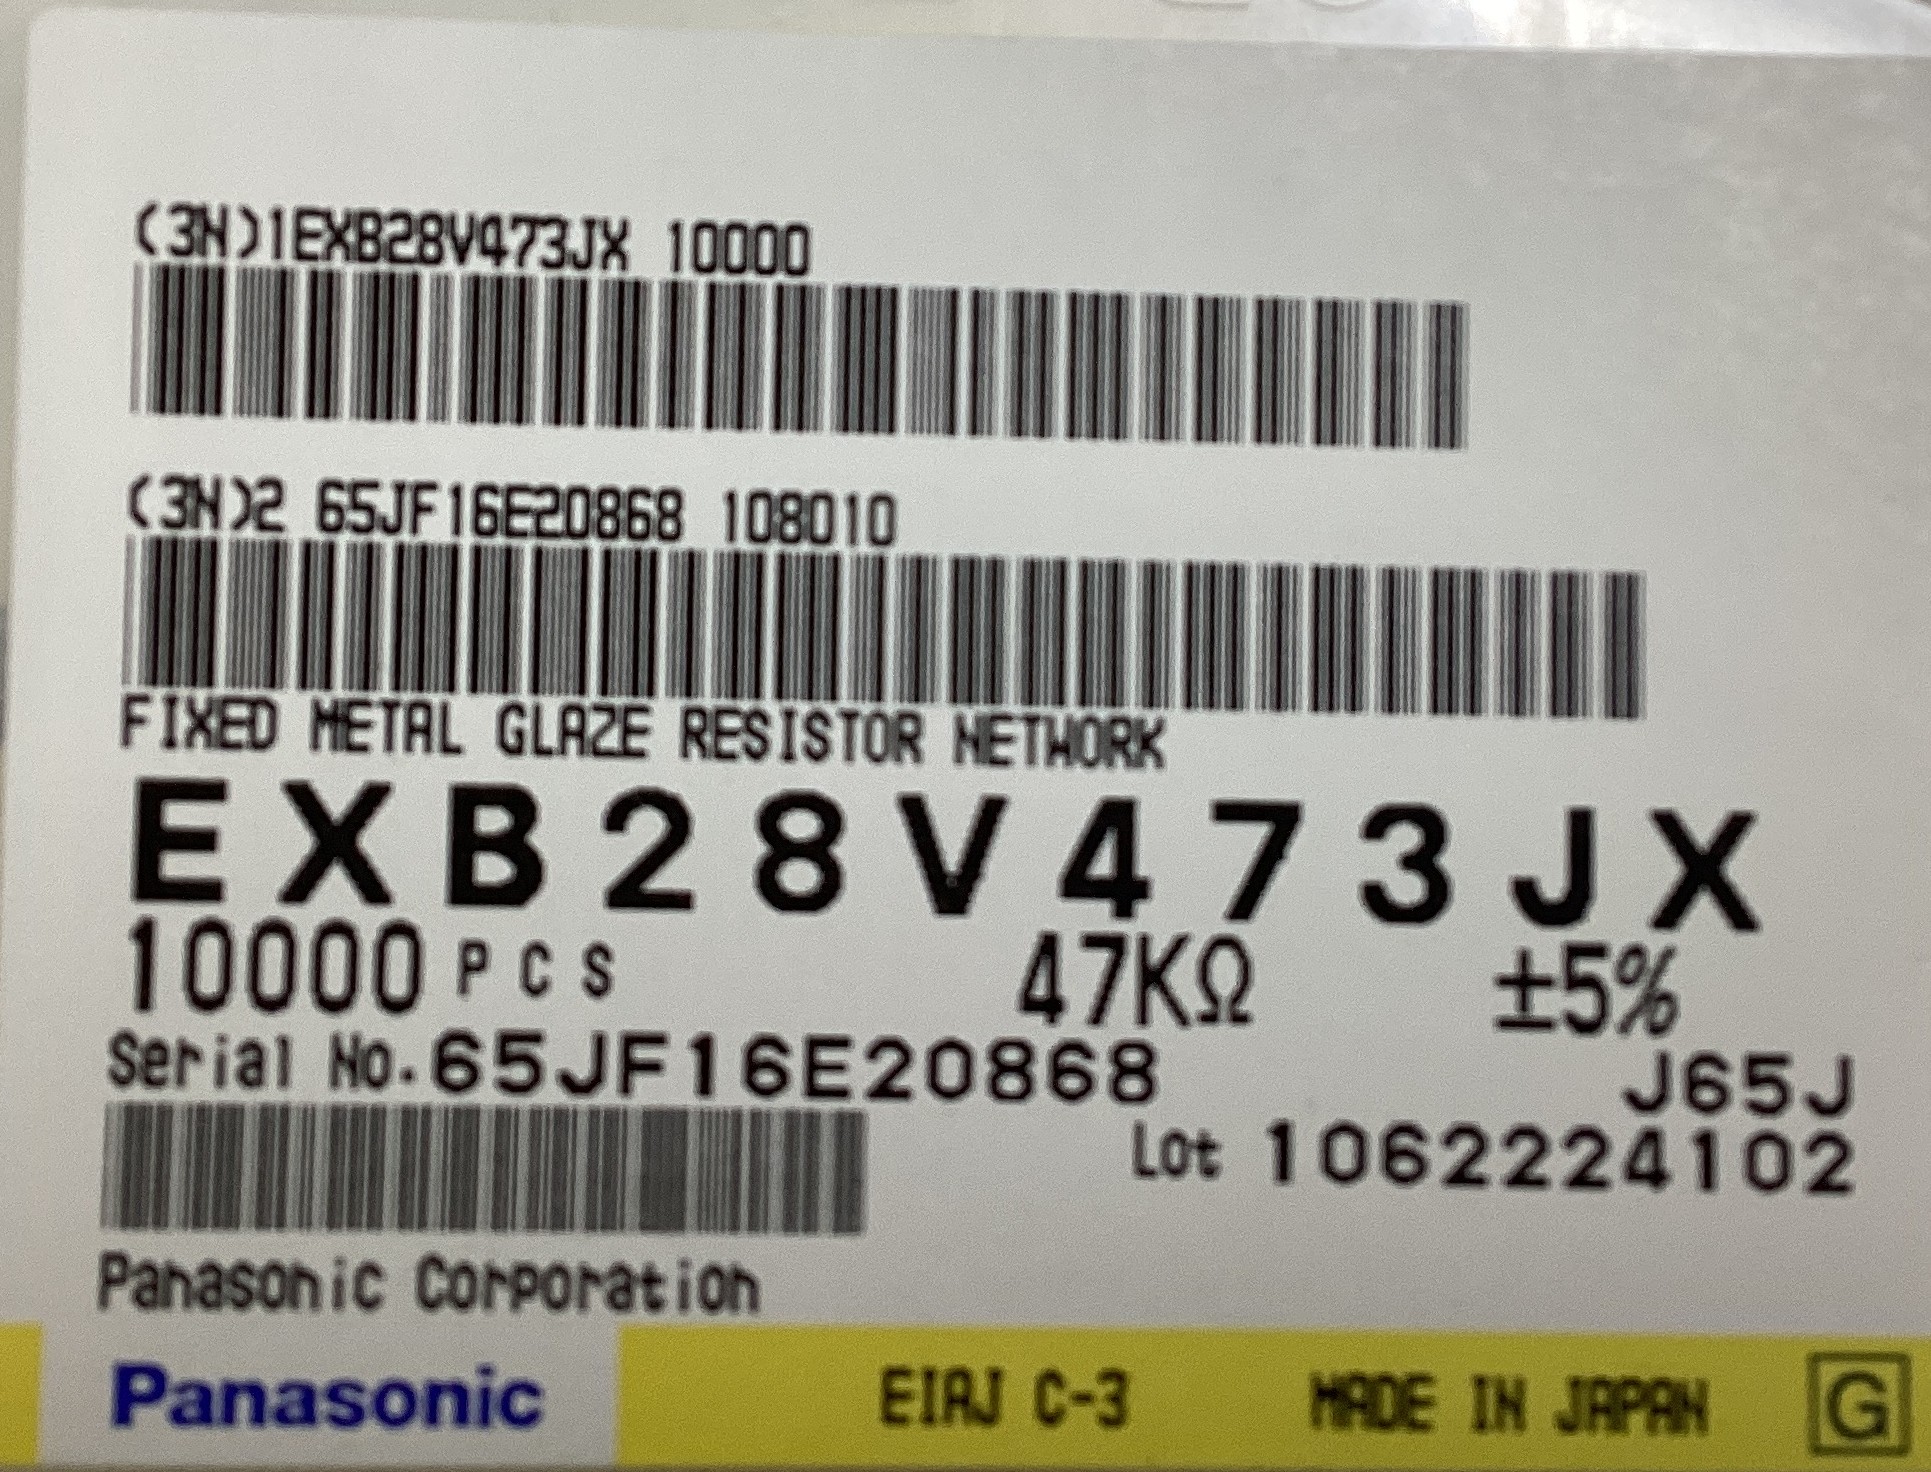 (3N)1EXB28V473JX 10000
(3N)2 65JF16E20868 108010
FIXED METAL GLAZE RESISTOR NETWORK
EXB28V473JX
10000 PCS 47KΩ ±5%
Serial No.65JF16E20868
J65J
Lot 1062224102
Panasonic Corporation
Panasonic EIAJ C-3 MADE IN JAPAN G